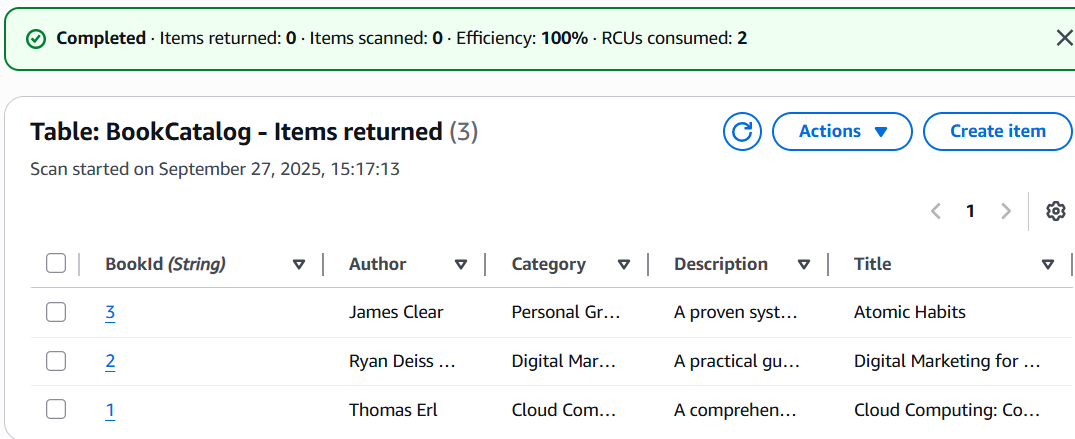 Completed · Items returned: 0 · Items scanned: 0 · Efficiency: 100% · RCUs consumed: 2
Table: BookCatalog - Items returned (3)
Actions
Create item
Scan started on September 27, 2025, 15:17:13
1
BookId (String) Author Category Description Title
3 James Clear Personal Gr... A proven syst... Atomic Habits
2 Ryan Deiss ... Digital Mar... A practical gu... Digital Marketing for ...
1 Thomas Erl Cloud Com... A comprehen... Cloud Computing: Co...